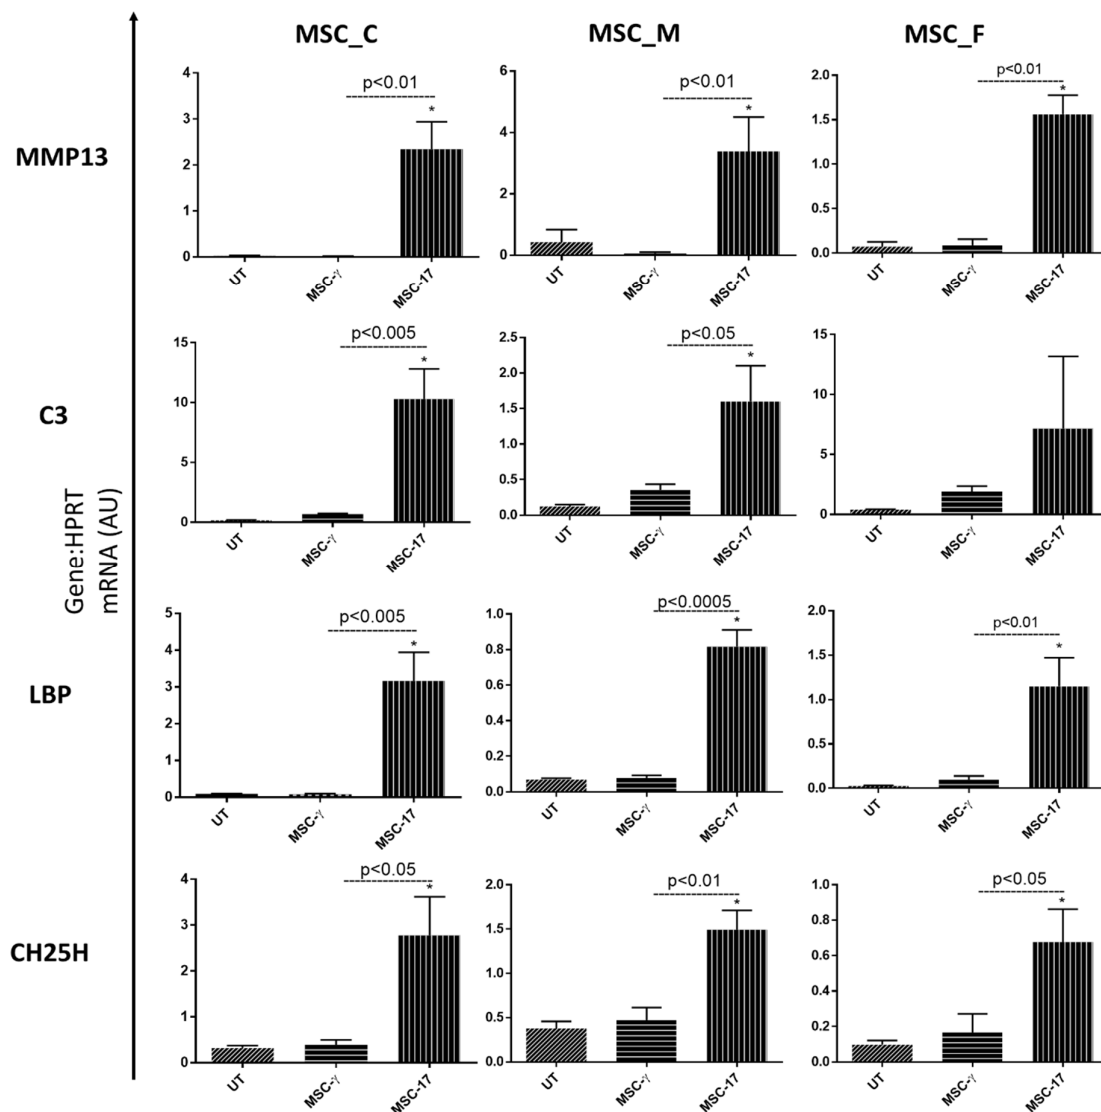 MSC_C
MSC_M
MSC_F
MMP13
4
3
2
1
0
p<0.01
*
UT
MSC-γ
MSC-17
6
4
2
0
p<0.01
*
UT
MSC-γ
MSC-17
2.0
1.5
1.0
0.5
0.0
p<0.01
*
UT
MSC-γ
MSC-17
C3
15
10
5
0
p<0.005
*
UT
MSC-γ
MSC-17
2.5
2.0
1.5
1.0
0.5
0.0
p<0.05
*
UT
MSC-γ
MSC-17
15
10
5
0
UT
MSC-γ
MSC-17
Gene:HPRT
mRNA (AU)
LBP
5
4
3
2
1
0
p<0.005
*
UT
MSC-γ
MSC-17
1.0
0.8
0.6
0.4
0.2
0.0
p<0.0005
*
UT
MSC-γ
MSC-17
2.0
1.5
1.0
0.5
0.0
p<0.01
*
UT
MSC-γ
MSC-17
CH25H
4
3
2
1
0
p<0.05
*
UT
MSC-γ
MSC-17
2.0
1.5
1.0
0.5
0.0
p<0.01
*
UT
MSC-γ
MSC-17
1.0
0.8
0.6
0.4
0.2
0.0
p<0.05
*
UT
MSC-γ
MSC-17